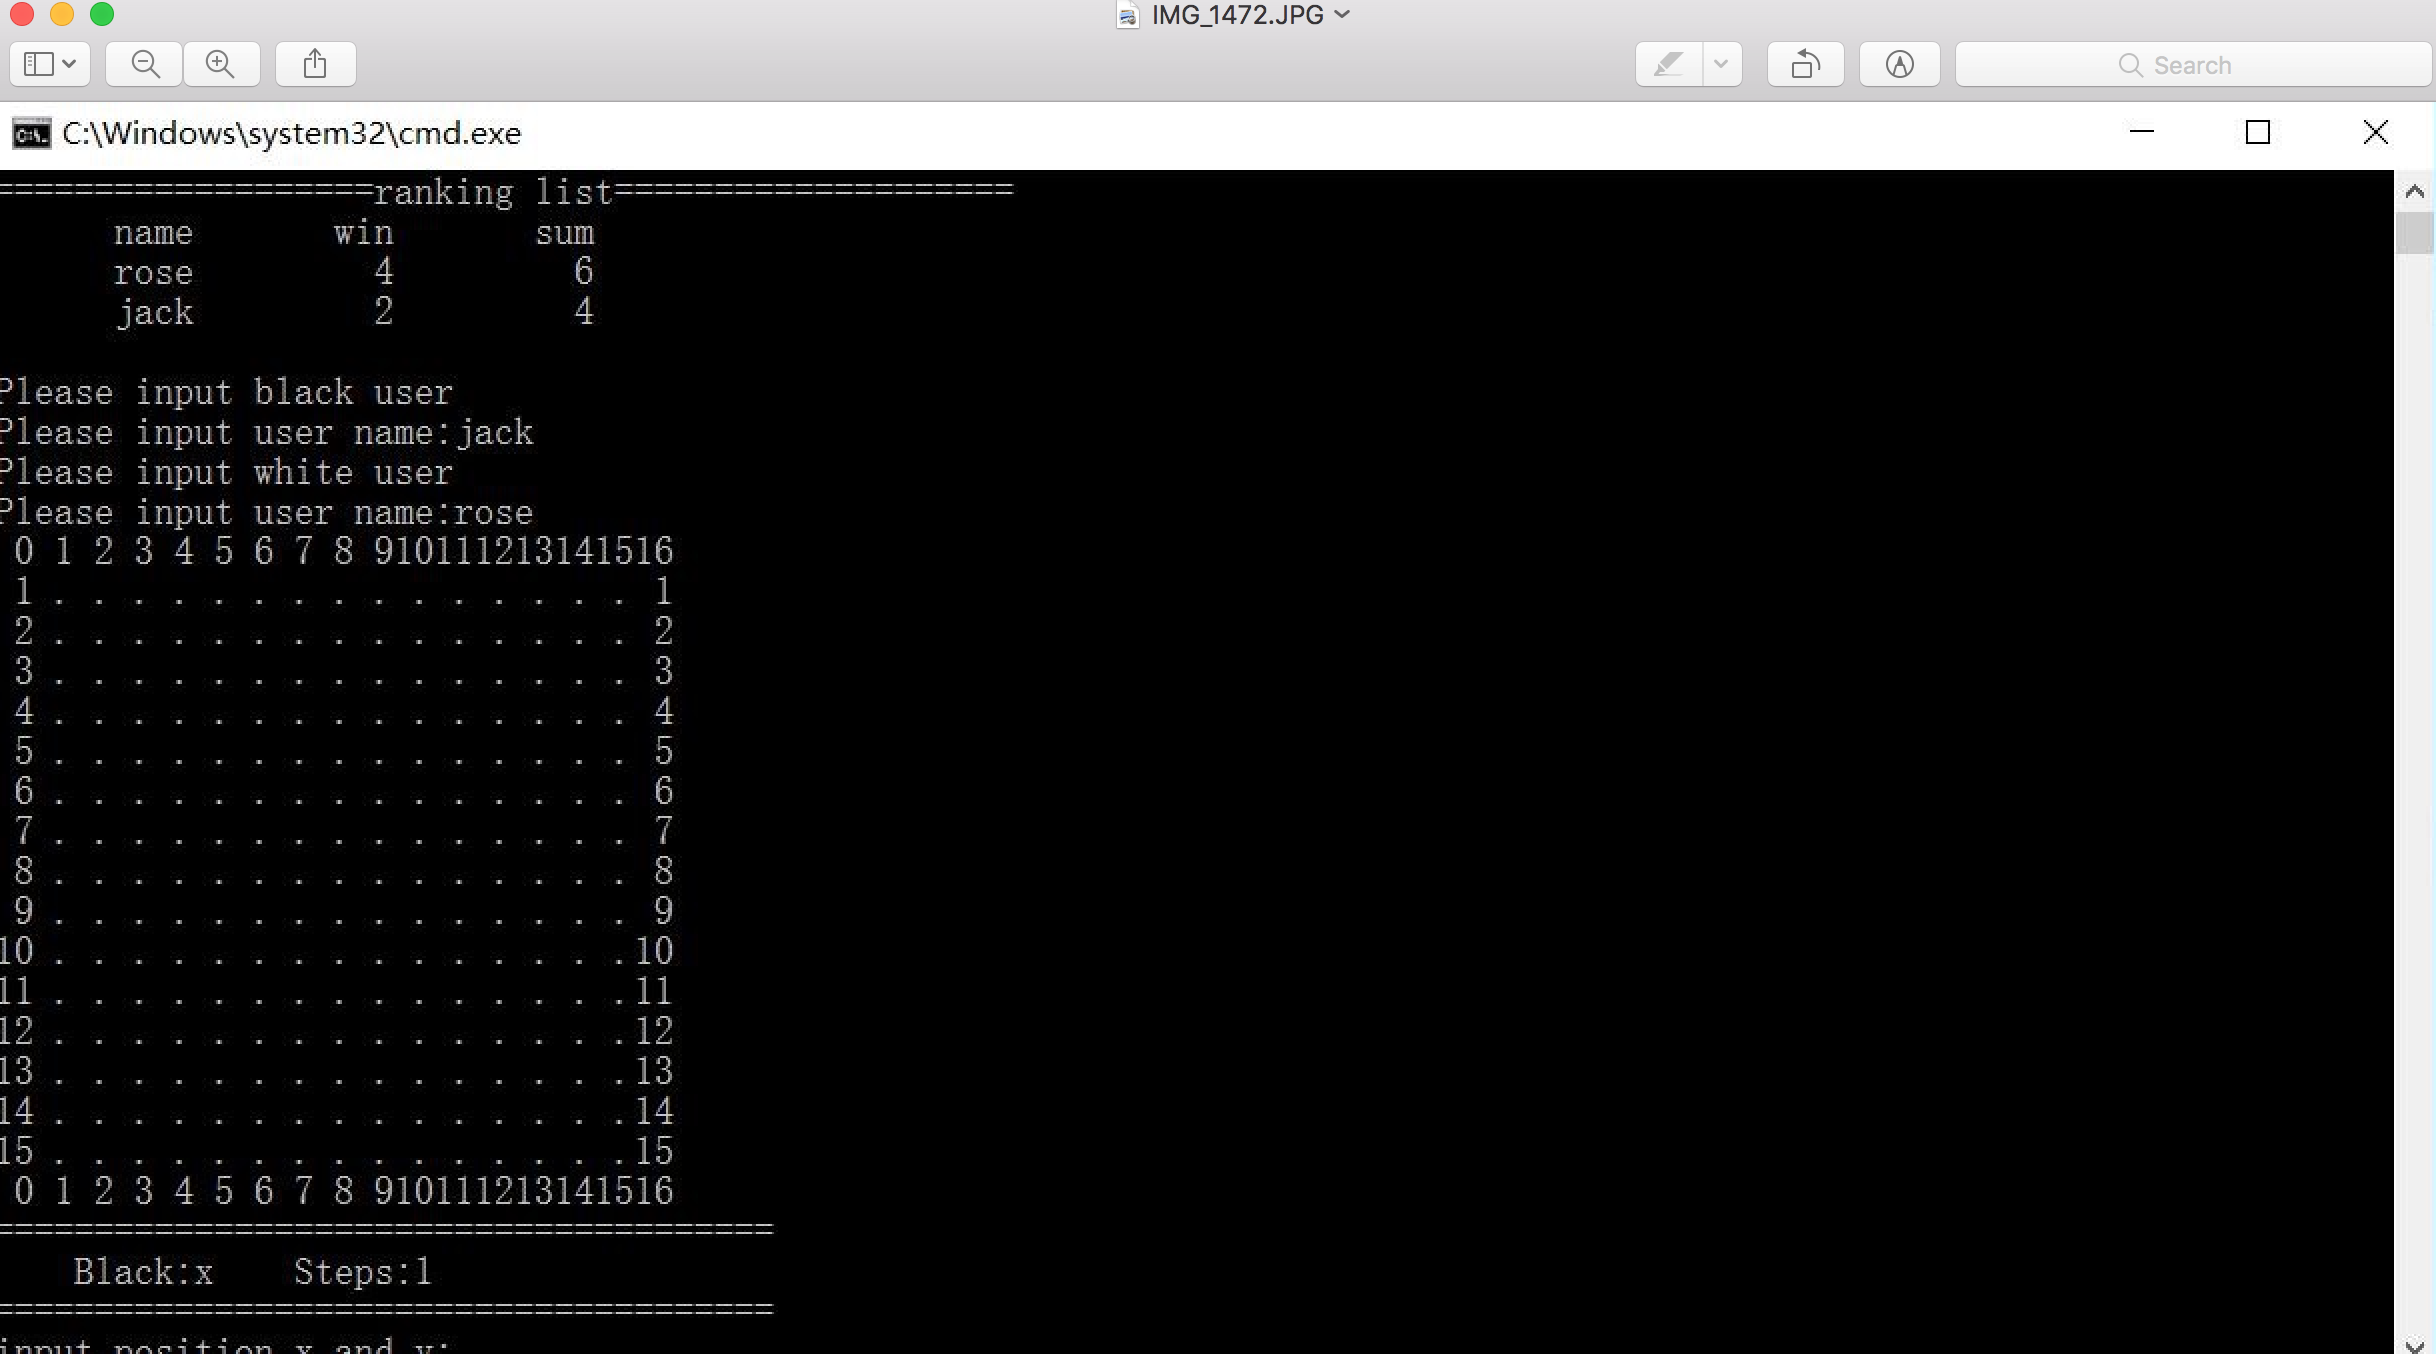 IMG_1472.JPG
Search
C:\Windows\system32\cmd.exe
===================ranking list====================
name win sum
rose 4 6
jack 2 4
Please input black user
Please input user name:jack
Please input white user
Please input user name:rose
0 1 2 3 4 5 6 7 8 910111213141516
1 . . . . . . . . . . . . . . . 1
2 . . . . . . . . . . . . . . . 2
3 . . . . . . . . . . . . . . . 3
4 . . . . . . . . . . . . . . . 4
5 . . . . . . . . . . . . . . . 5
6 . . . . . . . . . . . . . . . 6
7 . . . . . . . . . . . . . . . 7
8 . . . . . . . . . . . . . . . 8
9 . . . . . . . . . . . . . . . 9
10 . . . . . . . . . . . . . . .10
11 . . . . . . . . . . . . . . .11
12 . . . . . . . . . . . . . . .12
13 . . . . . . . . . . . . . . .13
14 . . . . . . . . . . . . . . .14
15 . . . . . . . . . . . . . . .15
0 1 2 3 4 5 6 7 8 910111213141516
=======================================
Black:x Steps:1
=======================================
input position x and y: